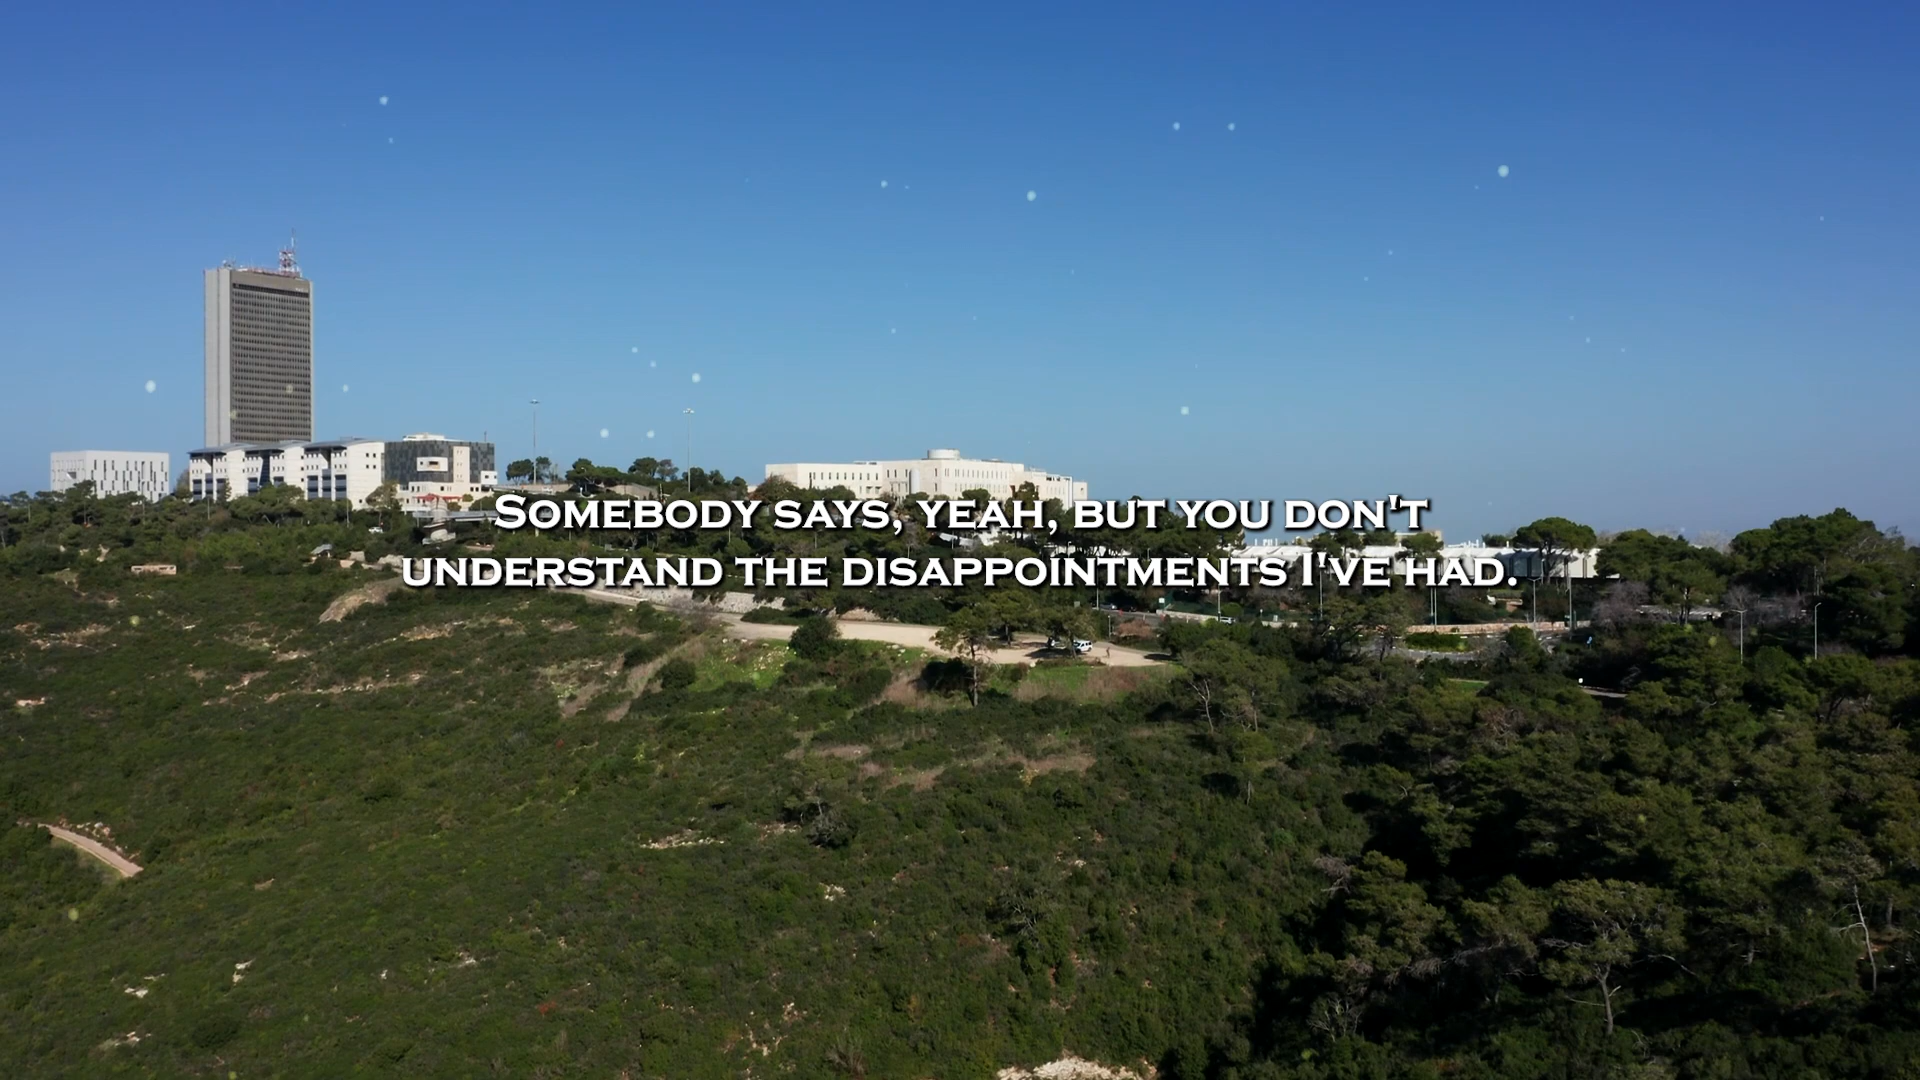 Somebody says, yeah, but you don't
understand the disappointments I've had.